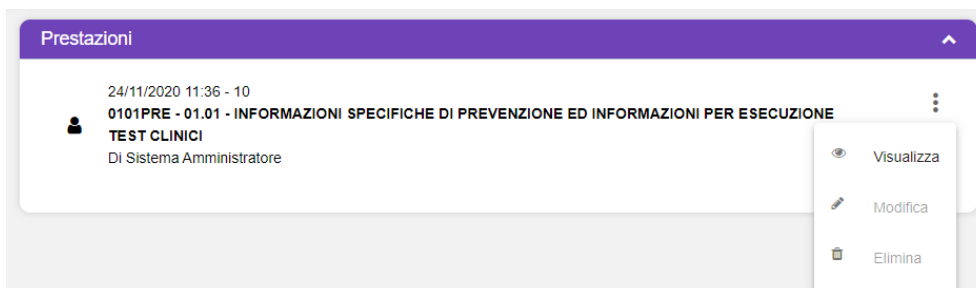 Prestazioni
24/11/2020 11:36 - 10
0101PRE - 01.01 - INFORMAZIONI SPECIFICHE DI PREVENZIONE ED INFORMAZIONI PER ESECUZIONE
TEST CLINICI
Di Sistema Amministratore
Visualizza
Modifica
Elimina